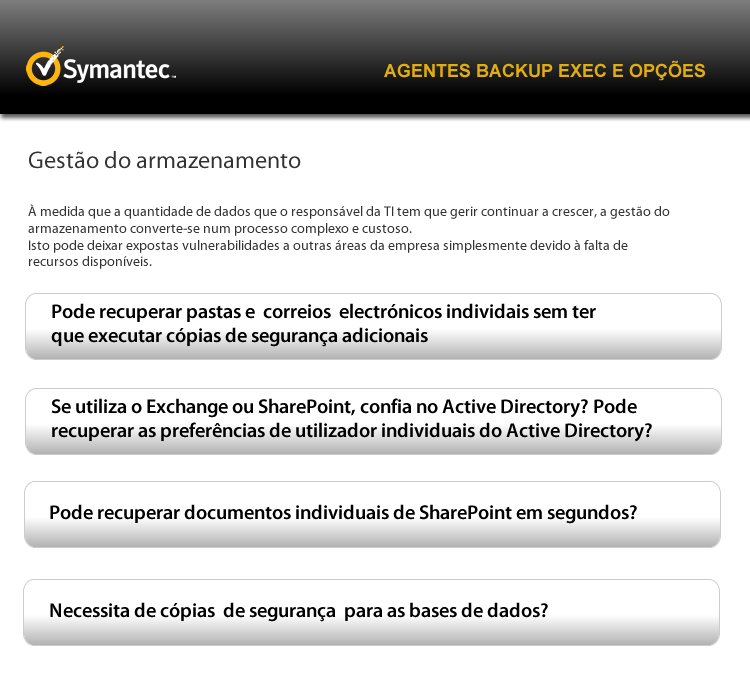 Symantec™
AGENTES BACKUP EXEC E OPÇÕES
Gestão do armazenamento
À medida que a quantidade de dados que o responsável da TI tem que gerir continuar a crescer, a gestão do
armazenamento converte-se num processo complexo e custoso.
Isto pode deixar expostas vulnerabilidades a outras áreas da empresa simplesmente devido à falta de
recursos disponíveis.
Pode recuperar pastas e correios electrónicos individais sem ter
que executar cópias de segurança adicionais
Se utiliza o Exchange ou SharePoint, confia no Active Directory? Pode
recuperar as preferências de utilizador individuais do Active Directory?
Pode recuperar documentos individuais de SharePoint em segundos?
Necessita de cópias de segurança para as bases de dados?